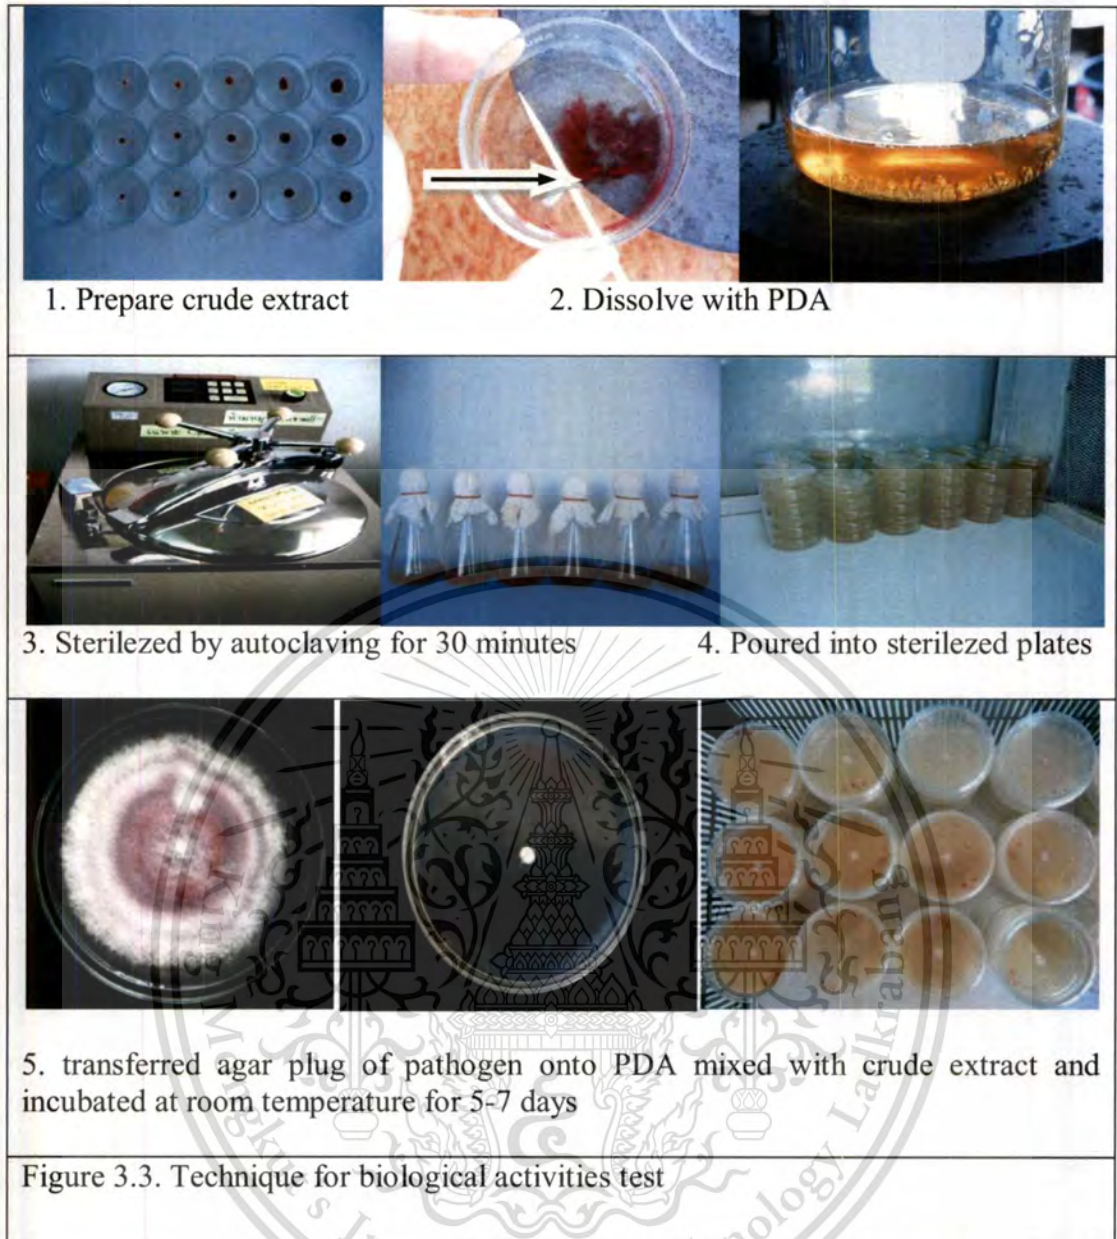 1. Prepare crude extract
2. Dissolve with PDA
3. Sterilezed by autoclaving for 30 minutes
4. Poured into sterilezed plates
5. transferred agar plug of pathogen onto PDA mixed with crude extract and
incubated at room temperature for 5-7 days
Figure 3.3. Technique for biological activities test